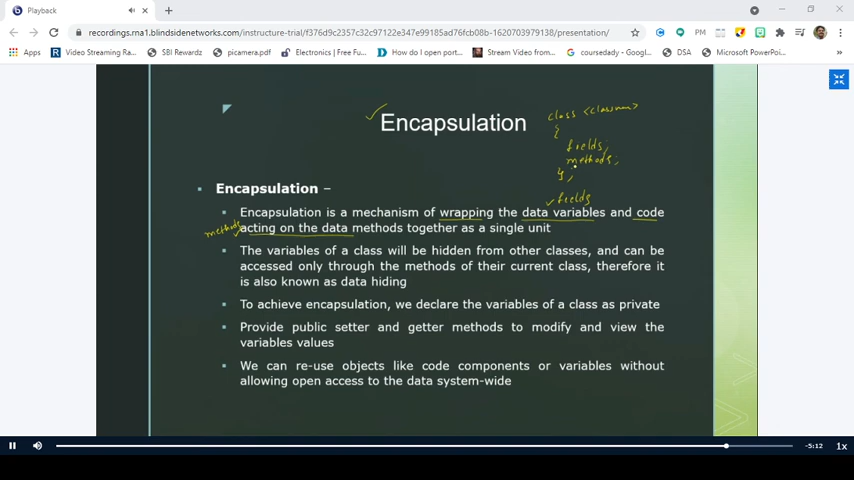 Playback
recordings.rna1.blindsidenetworks.com/instructure-trial/f376d9c2357c32c97122e347e99185ad76fcb08b-1620703979138/presentation/
PM
Apps
Video Streaming Ra...
SBI Rewardz
picamera.pdf
Electronics | Free Fu...
How do I open port...
Stream Video from...
coursedady - Googl...
DSA
Microsoft PowerPoi...
»
Encapsulation
class <classname>
{
fields;
methods;
};
Encapsulation –
fields
Encapsulation is a mechanism of wrapping the data variables and code
methods
acting on the data methods together as a single unit
The variables of a class will be hidden from other classes, and can be
accessed only through the methods of their current class, therefore it
is also known as data hiding
To achieve encapsulation, we declare the variables of a class as private
Provide public setter and getter methods to modify and view the
variables values
We can re-use objects like code components or variables without
allowing open access to the data system-wide
-5:12
1x